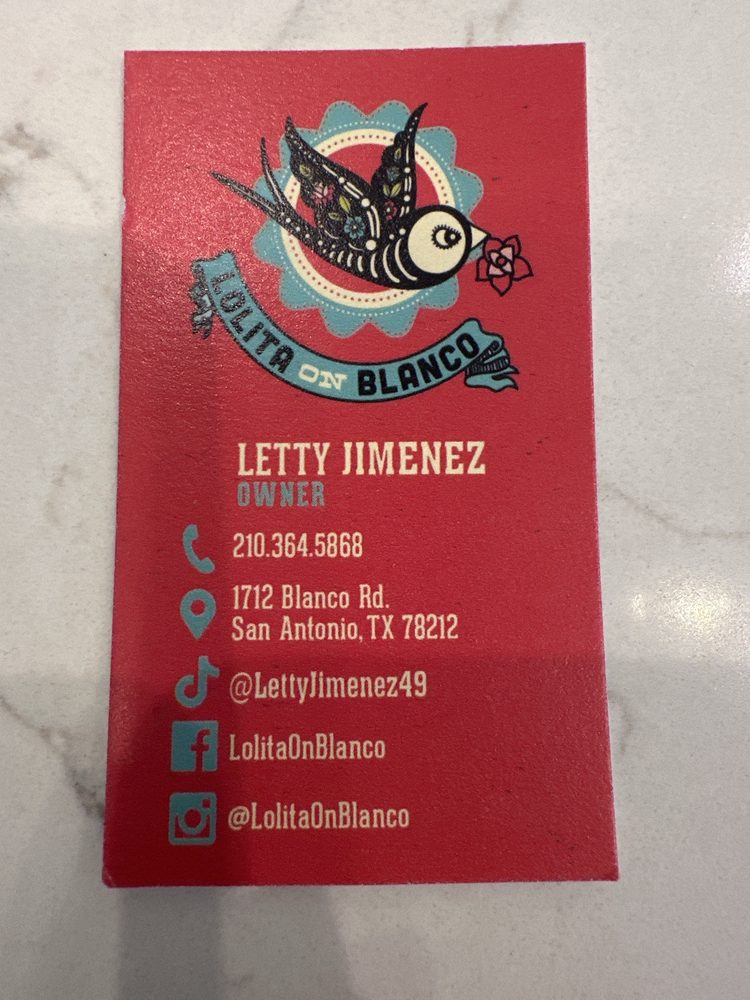 LOLITA ON BLANCO
LETTY JIMENEZ
OWNER
210.364.5868
1712 Blanco Rd.
San Antonio, TX 78212
@LettyJimenez49
LolitaOnBlanco
@LolitaOnBlanco